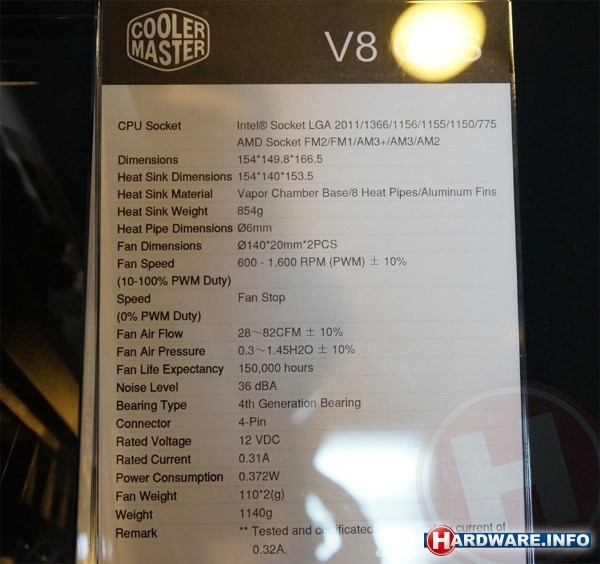 COOLER
MASTER
V8
CPU Socket Intel® Socket LGA 2011/1366/1156/1155/1150/775
AMD Socket FM2/FM1/AM3+/AM3/AM2
Dimensions 154*149.8*166.5
Heat Sink Dimensions 154*140*153.5
Heat Sink Material Vapor Chamber Base/8 Heat Pipes/Aluminum Fins
Heat Sink Weight 854g
Heat Pipe Dimensions Ø6mm
Fan Dimensions Ø140*20mm*2PCS
Fan Speed 600 - 1,600 RPM (PWM) ± 10%
(10-100% PWM Duty)
Speed Fan Stop
(0% PWM Duty)
Fan Air Flow 28～82CFM ± 10%
Fan Air Pressure 0.3～1.45H2O ± 10%
Fan Life Expectancy 150,000 hours
Noise Level 36 dBA
Bearing Type 4th Generation Bearing
Connector 4-Pin
Rated Voltage 12 VDC
Rated Current 0.31A
Power Consumption 0.372W
Fan Weight 110*2(g)
Weight 1140g
Remark ** Tested and current of
0.32A.
H
HARDWARE.INFO